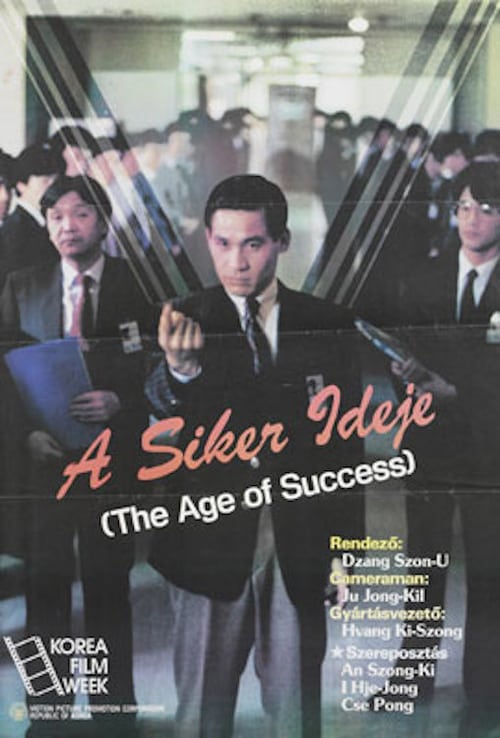 A Siker Ideje
(The Age of Success)
Rendező:
Dzang Szon-U
Cameraman:
Ju Jong-Kil
Gyártásvezető:
Hvang Ki-Szong
★Szereposztás
An Szong-Ki
I Hje-Jong
Cse Pong
KOREA
FILM
WEEK
MOTION PICTURE PROMOTION CORPORATION
REPUBLIC OF KOREA